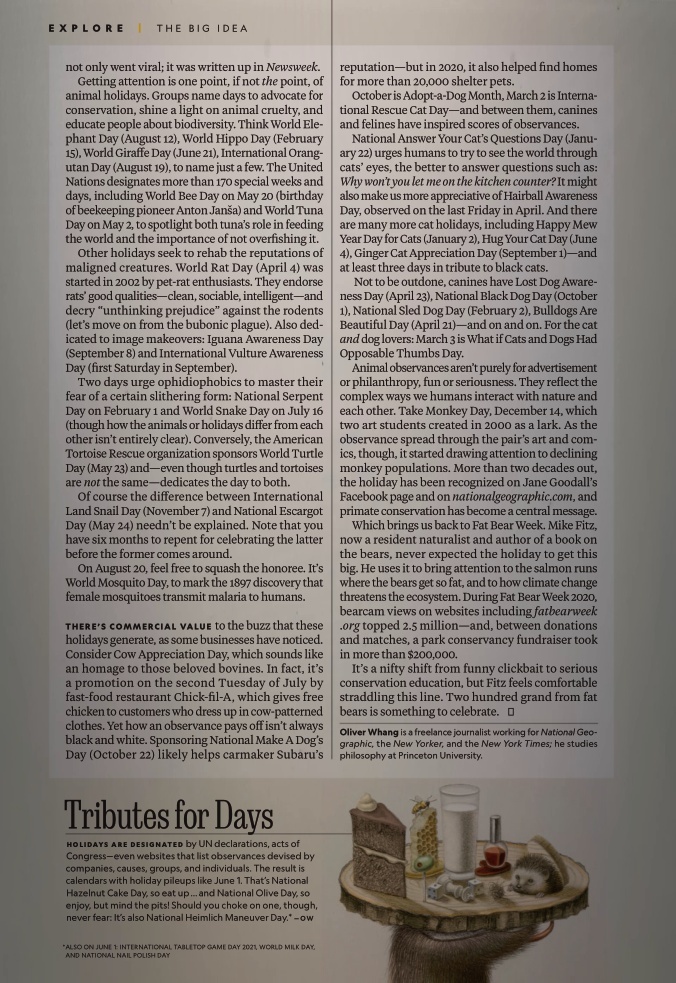 EXPLORE | THE BIG IDEA
not only went viral; it was written up in Newsweek.
Getting attention is one point, if not the point, of
animal holidays. Groups name days to advocate for
conservation, shine a light on animal cruelty, and
educate people about biodiversity. Think World Ele-
phant Day (August 12), World Hippo Day (February
15), World Giraffe Day (June 21), International Orang-
utan Day (August 19), to name just a few. The United
Nations designates more than 170 special weeks and
days, including World Bee Day on May 20 (birthday
of beekeeping pioneer Anton Janša) and World Tuna
Day on May 2, to spotlight both tuna's role in feeding
the world and the importance of not overfishing it.
Other holidays seek to rehab the reputations of
maligned creatures. World Rat Day (April 4) was
started in 2002 by pet-rat enthusiasts. They endorse
rats' good qualities—clean, sociable, intelligent—and
decry "unthinking prejudice" against the rodents
(let's move on from the bubonic plague). Also ded-
icated to image makeovers: Iguana Awareness Day
(September 8) and International Vulture Awareness
Day (first Saturday in September).
Two days urge ophidiophobics to master their
fear of a certain slithering form: National Serpent
Day on February 1 and World Snake Day on July 16
(though how the animals or holidays differ from each
other isn't entirely clear). Conversely, the American
Tortoise Rescue organization sponsors World Turtle
Day (May 23) and—even though turtles and tortoises
are not the same—dedicates the day to both.
Of course the difference between International
Land Snail Day (November 7) and National Escargot
Day (May 24) needn't be explained. Note that you
have six months to repent for celebrating the latter
before the former comes around.
On August 20, feel free to squash the honoree. It's
World Mosquito Day, to mark the 1897 discovery that
female mosquitoes transmit malaria to humans.
THERE'S COMMERCIAL VALUE to the buzz that these
holidays generate, as some businesses have noticed.
Consider Cow Appreciation Day, which sounds like
an homage to those beloved bovines. In fact, it's
a promotion on the second Tuesday of July by
fast-food restaurant Chick-fil-A, which gives free
chicken to customers who dress up in cow-patterned
clothes. Yet how an observance pays off isn't always
black and white. Sponsoring National Make A Dog's
Day (October 22) likely helps carmaker Subaru's
reputation—but in 2020, it also helped find homes
for more than 20,000 shelter pets.
October is Adopt-a-Dog Month, March 2 is Interna-
tional Rescue Cat Day—and between them, canines
and felines have inspired scores of observances.
National Answer Your Cat's Questions Day (Janu-
ary 22) urges humans to try to see the world through
cats' eyes, the better to answer questions such as:
Why won't you let me on the kitchen counter? It might
also make us more appreciative of Hairball Awareness
Day, observed on the last Friday in April. And there
are many more cat holidays, including Happy Mew
Year Day for Cats (January 2), Hug Your Cat Day (June
4), Ginger Cat Appreciation Day (September 1)—and
at least three days in tribute to black cats.
Not to be outdone, canines have Lost Dog Aware-
ness Day (April 23), National Black Dog Day (October
1), National Sled Dog Day (February 2), Bulldogs Are
Beautiful Day (April 21)—and on and on. For the cat
and dog lovers: March 3 is What if Cats and Dogs Had
Opposable Thumbs Day.
Animal observances aren't purely for advertisement
or philanthropy, fun or seriousness. They reflect the
complex ways we humans interact with nature and
each other. Take Monkey Day, December 14, which
two art students created in 2000 as a lark. As the
observance spread through the pair's art and com-
ics, though, it started drawing attention to declining
monkey populations. More than two decades out,
the holiday has been recognized on Jane Goodall's
Facebook page and on nationalgeographic.com, and
primate conservation has become a central message.
Which brings us back to Fat Bear Week. Mike Fitz,
now a resident naturalist and author of a book on
the bears, never expected the holiday to get this
big. He uses it to bring attention to the salmon runs
where the bears get so fat, and to how climate change
threatens the ecosystem. During Fat Bear Week 2020,
bearcam views on websites including fatbearweek
.org topped 2.5 million—and, between donations
and matches, a park conservancy fundraiser took
in more than $200,000.
It's a nifty shift from funny clickbait to serious
conservation education, but Fitz feels comfortable
straddling this line. Two hundred grand from fat
bears is something to celebrate.
Oliver Whang is a freelance journalist working for National Geo-
graphic, the New Yorker, and the New York Times; he studies
philosophy at Princeton University.
Tributes for Days
HOLIDAYS ARE DESIGNATED by UN declarations, acts of
Congress—even websites that list observances devised by
companies, causes, groups, and individuals. The result is
calendars with holiday pileups like June 1. That's National
Hazelnut Cake Day, so eat up ... and National Olive Day, so
enjoy, but mind the pits! Should you choke on one, though,
never fear: It's also National Heimlich Maneuver Day.* –OW
*ALSO ON JUNE 1: INTERNATIONAL TABLETOP GAME DAY 2021, WORLD MILK DAY,
AND NATIONAL NAIL POLISH DAY